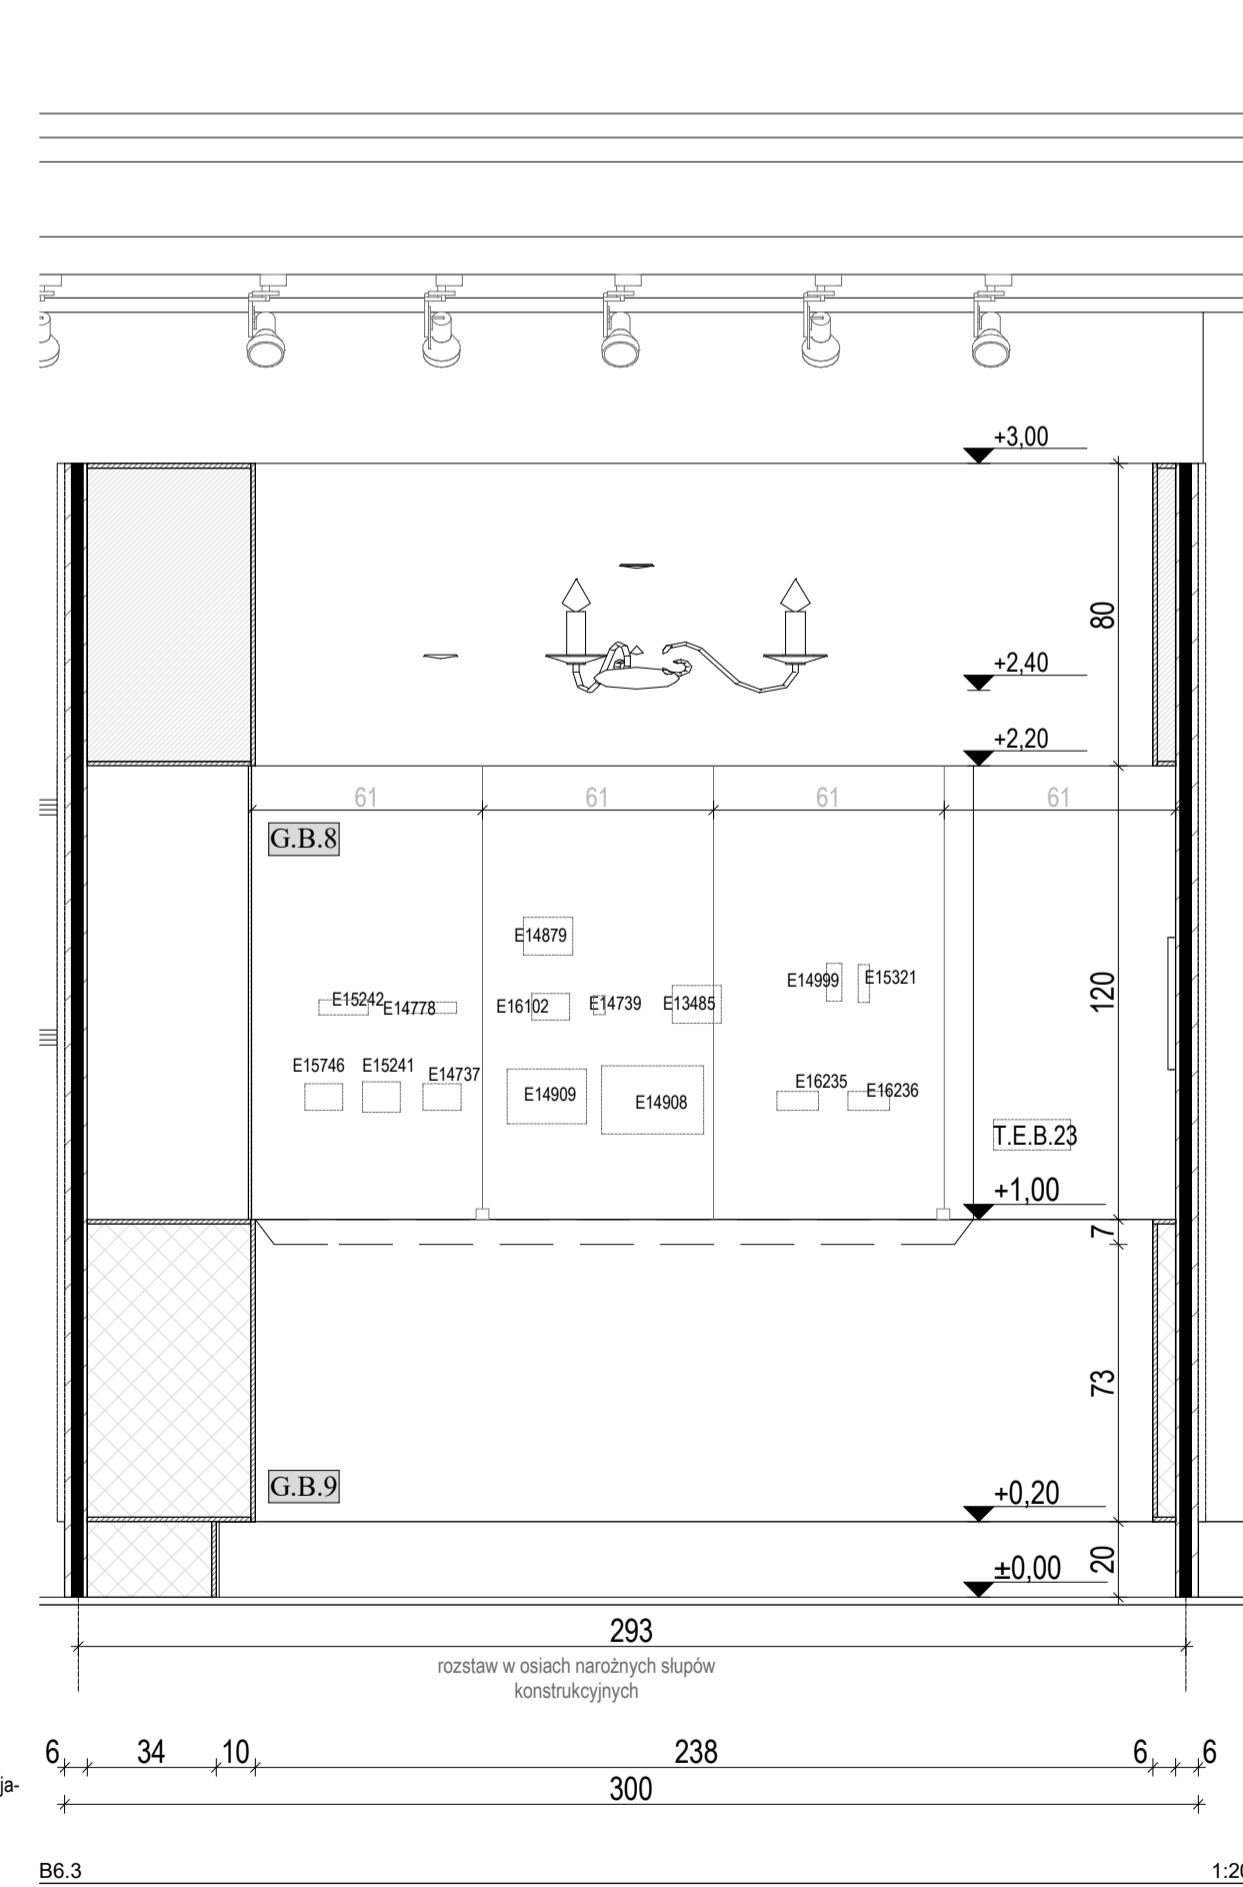 +3,00
80
+2,40
+2,20
61 61 61 61
G.B.8
E14879
E14999 E15321
120
E15242 E14778 E16102 E14739 E13485
E15746 E15241 E14737
E14909 E14908
E16235 E16236
T.E.B.23
+1,00
7
73
G.B.9
+0,20
20
±0,00
293
rozstaw w osiach narożnych słupów
konstrukcyjnych
6 34 10 238 6 6
ja-
300
B6.3